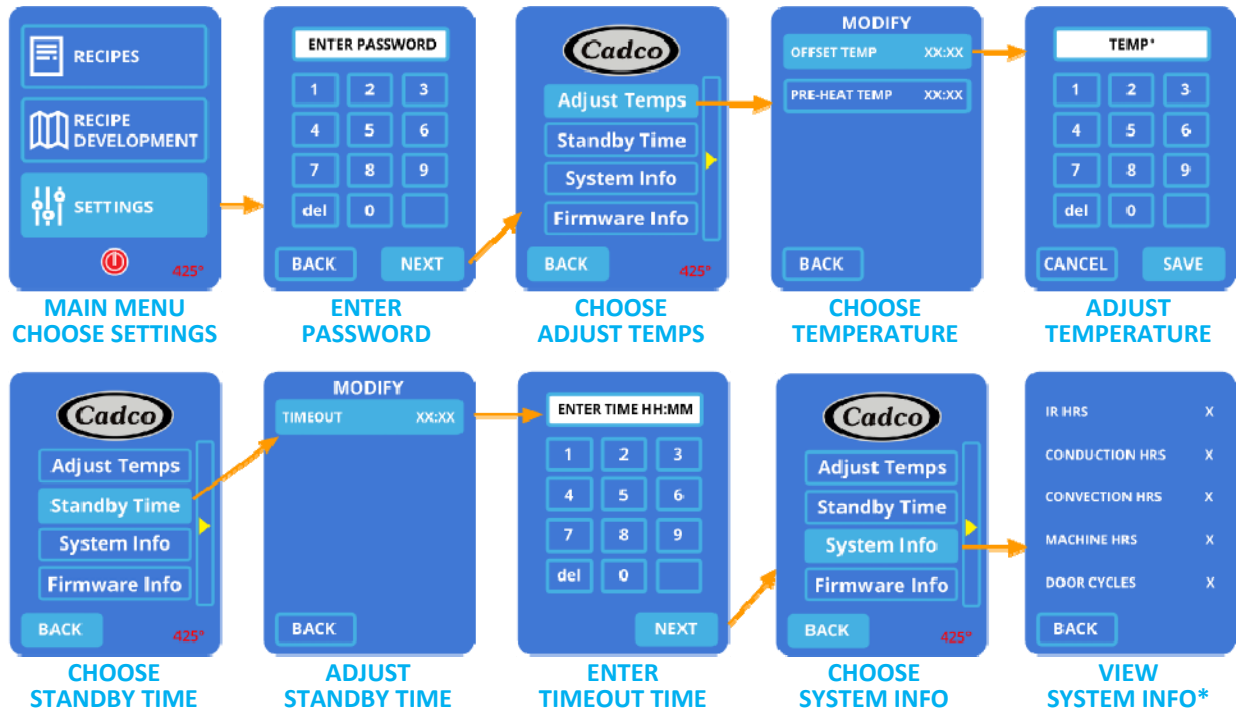 RECIPES
RECIPE
DEVELOPMENT
SETTINGS
425°
MAIN MENU
CHOOSE SETTINGS
ENTER PASSWORD
1 2 3
4 5 6
7 8 9
del 0
BACK NEXT
ENTER
PASSWORD
Cadco
Adjust Temps
Standby Time
System Info
Firmware Info
BACK 425°
CHOOSE
ADJUST TEMPS
MODIFY
OFFSET TEMP XX:XX
PRE-HEAT TEMP XX:XX
BACK
CHOOSE
TEMPERATURE
TEMP°
1 2 3
4 5 6
7 8 9
del 0
CANCEL SAVE
ADJUST
TEMPERATURE
Cadco
Adjust Temps
Standby Time
System Info
Firmware Info
BACK 425°
CHOOSE
STANDBY TIME
MODIFY
TIMEOUT XX:XX
BACK
ADJUST
STANDBY TIME
ENTER TIME HH:MM
1 2 3
4 5 6
7 8 9
del 0
NEXT
ENTER
TIMEOUT TIME
Cadco
Adjust Temps
Standby Time
System Info
Firmware Info
BACK 425°
CHOOSE
SYSTEM INFO
IR HRS X
CONDUCTION HRS X
CONVECTION HRS X
MACHINE HRS X
DOOR CYCLES X
BACK
VIEW
SYSTEM INFO*